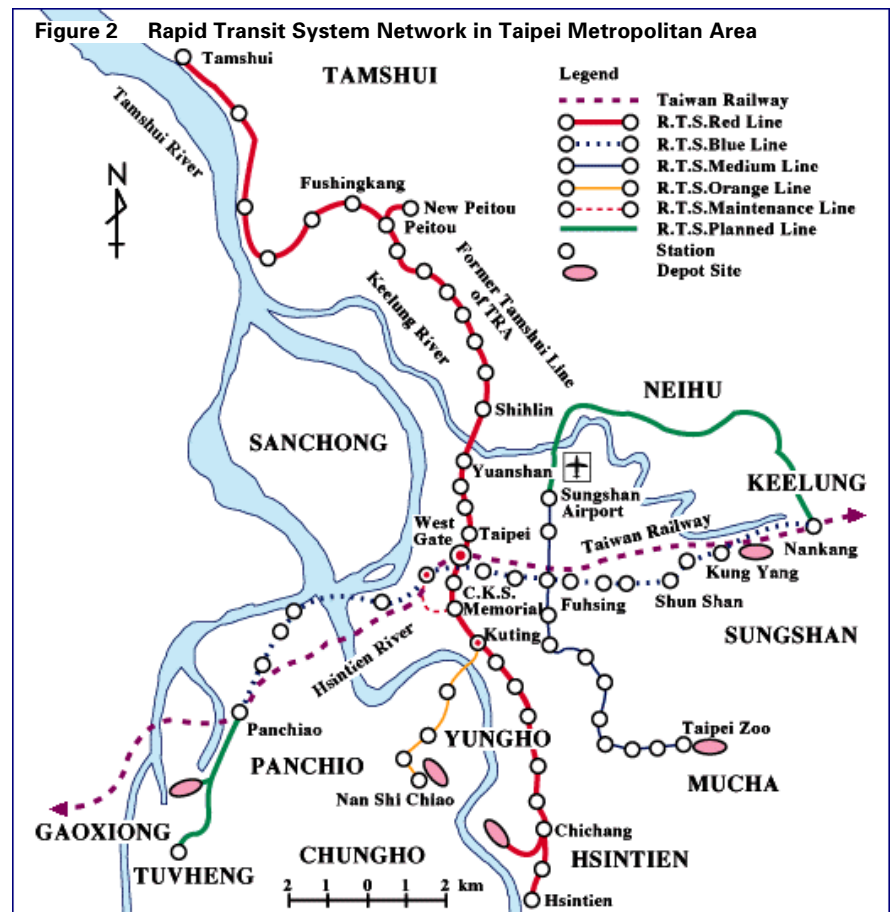 Figure 2 Rapid Transit System Network in Taipei Metropolitan Area
Tamshui
TAMSHUI
Legend
Taiwan Railway
R.T.S.Red Line
R.T.S.Blue Line
R.T.S.Medium Line
R.T.S.Orange Line
R.T.S.Maintenance Line
R.T.S.Planned Line
Station
Depot Site
Tamshui River
N
Fushingkang
New Peitou
Peitou
Former Tamshui Line
of TRA
Keelung River
NEIHU
Shihlin
SANCHONG
Yuanshan
KEELUNG
Sungshan
Airport
West
Gate
Taipei
Taiwan Railway
Nankang
Kung Yang
C.K.S.
Memorial
Fuhsing
Shun Shan
SUNGSHAN
Kuting
Hsintien River
Panchiao
Taipei Zoo
YUNGHO
PANCHIO
MUCHA
Nan Shi Chiao
GAOXIONG
Chichang
CHUNGHO
HSINTIEN
TUVHENG
2 1 0 1 2 km
Hsintien